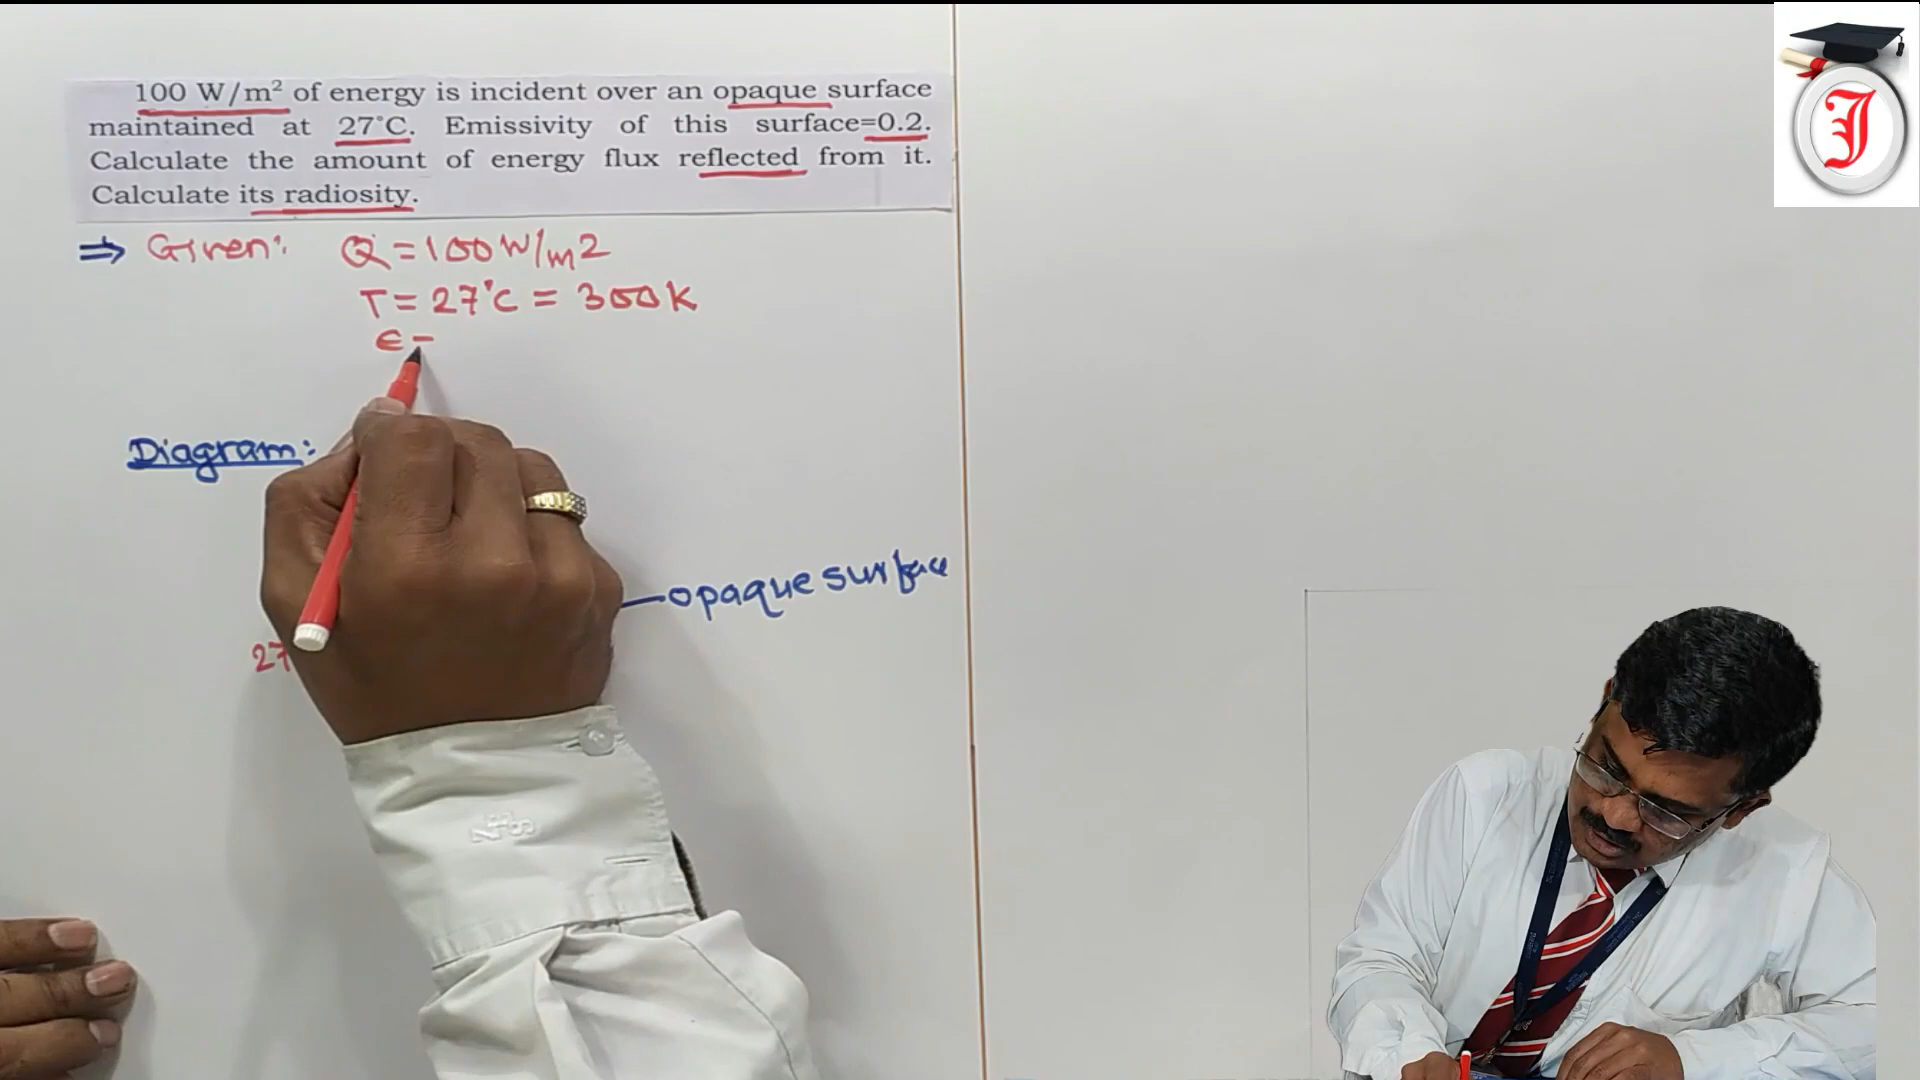 100 W/m² of energy is incident over an opaque surface
maintained at 27°C. Emissivity of this surface=0.2.
Calculate the amount of energy flux reflected from it.
Calculate its radiosity.
⇒ Given: Q = 100 W/m2
T = 27°C = 300K
ϵ =
Diagram:
opaque surface
27
J